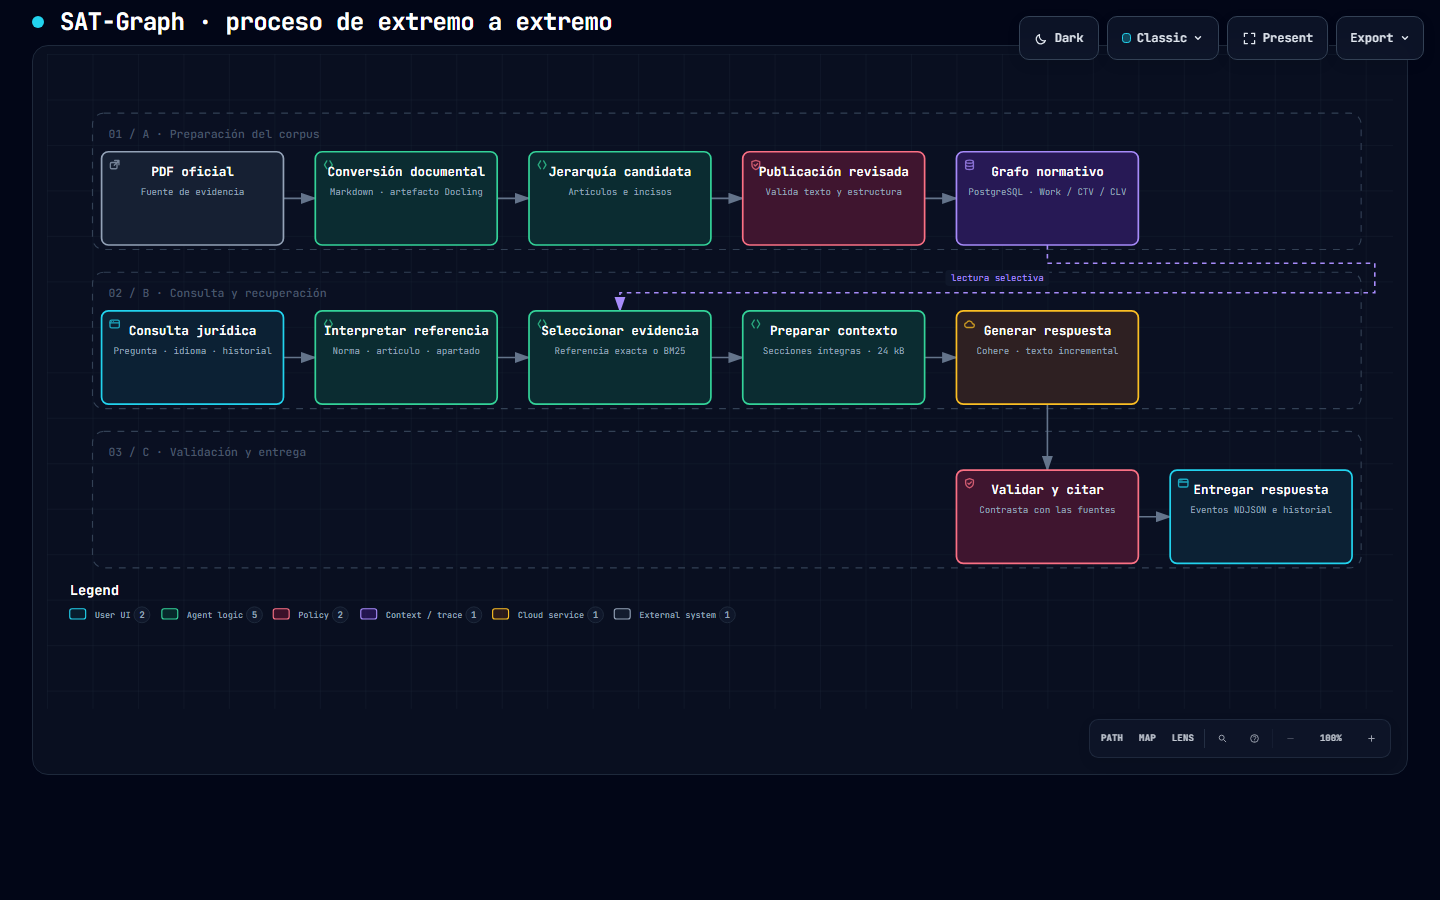 SAT-Graph · proceso de extremo a extremo
Dark
Classic
Present
Export
01 / A · Preparación del corpus
PDF oficial
Fuente de evidencia
Conversión documental
Markdown · artefacto Docling
Jerarquía candidata
Artículos e incisos
Publicación revisada
Valida texto y estructura
Grafo normativo
PostgreSQL · Work / CTV / CLV
lectura selectiva
02 / B · Consulta y recuperación
Consulta jurídica
Pregunta · idioma · historial
Interpretar referencia
Norma · artículo · apartado
Seleccionar evidencia
Referencia exacta o BM25
Preparar contexto
Secciones íntegras · 24 kB
Generar respuesta
Cohere · texto incremental
03 / C · Validación y entrega
Validar y citar
Contrasta con las fuentes
Entregar respuesta
Eventos NDJSON e historial
Legend
User UI 2
Agent logic 5
Policy 2
Context / trace 1
Cloud service 1
External system 1
PATH MAP LENS − 100% +